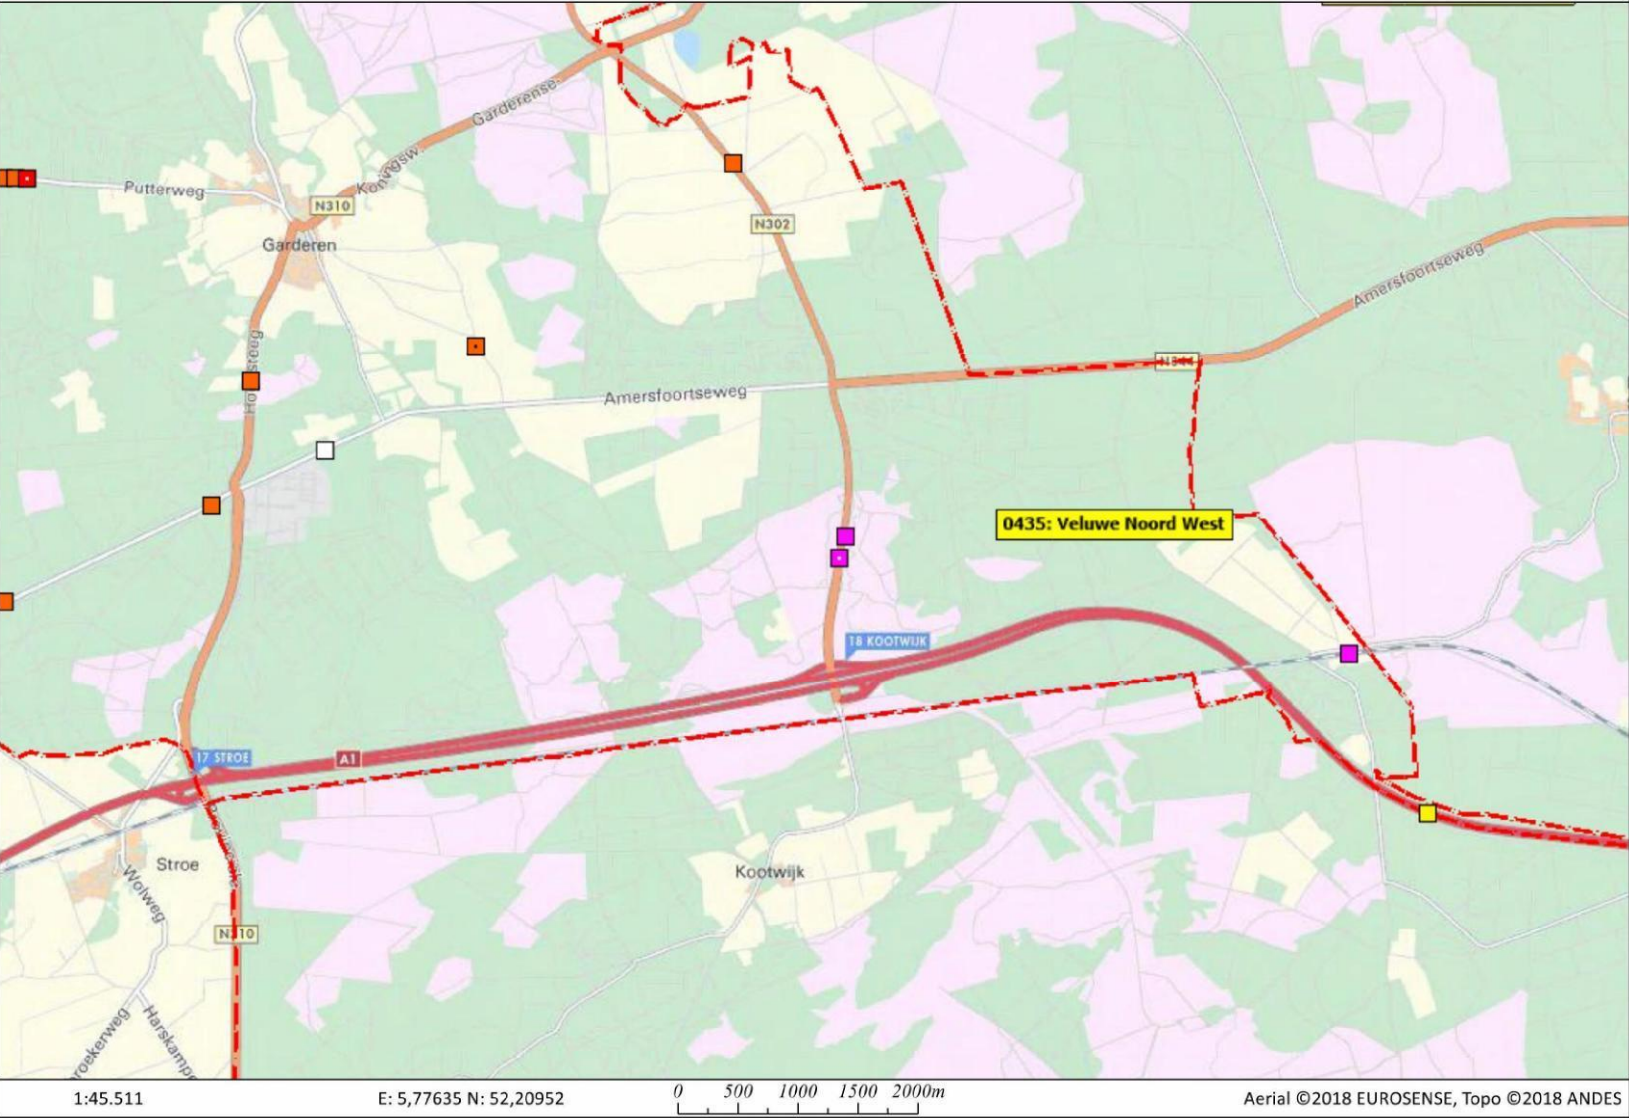 Garderense-
Koningsw.
Putterweg
N310
N302
Garderen
Amersfoortseweg
N344
Amersfoortseweg
0435: Veluwe Noord West
18 KOOTWIJK
17 STROE
A1
Stroe
Kootwijk
Wolweg
N310
Harskamp
roekerweg
1:45.511
E: 5,77635 N: 52,20952
0 500 1000 1500 2000m
Aerial ©2018 EUROSENSE, Topo ©2018 ANDES